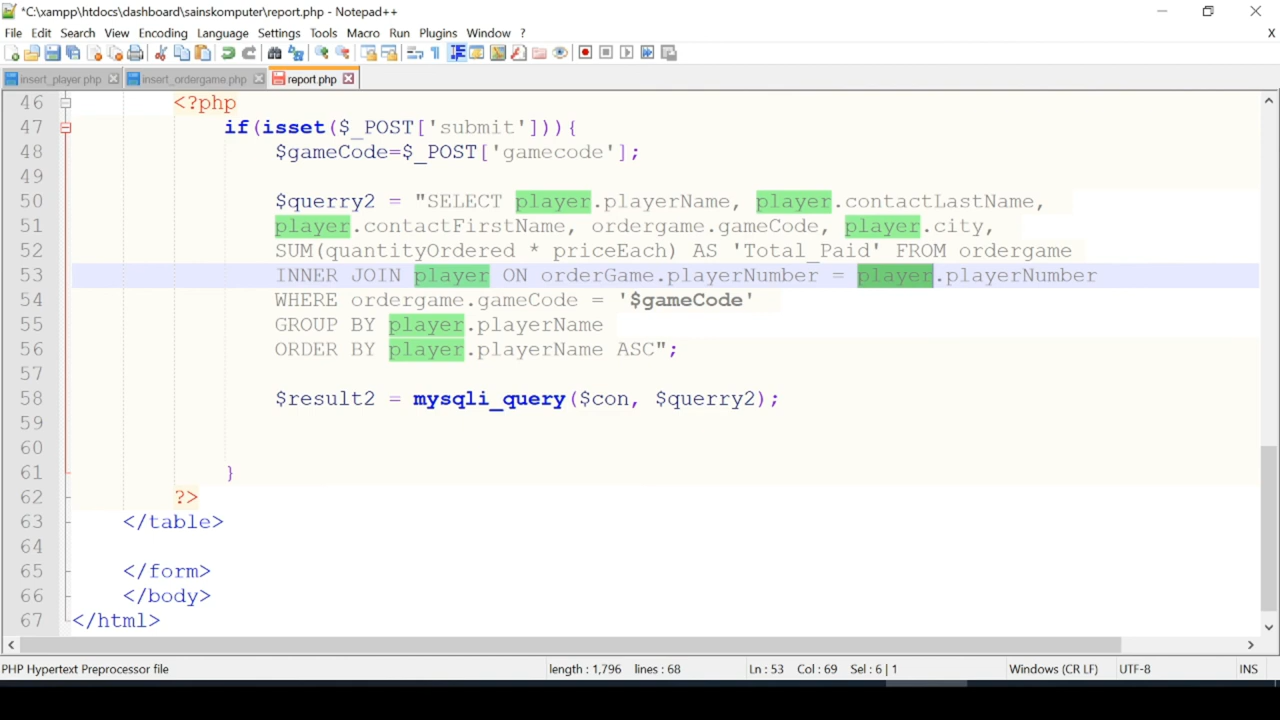 *C:\xampp\htdocs\dashboard\sainskomputer\report.php - Notepad++
File Edit Search View Encoding Language Settings Tools Macro Run Plugins Window ? X
insert_player.php insert_ordergame.php report.php
46 <?php
47 if(isset($_POST['submit'])){
48 $gameCode=$_POST['gamecode'];
49
50 $querry2 = "SELECT player.playerName, player.contactLastName,
51 player.contactFirstName, ordergame.gameCode, player.city,
52 SUM(quantityOrdered * priceEach) AS 'Total_Paid' FROM ordergame
53 INNER JOIN player ON orderGame.playerNumber = player.playerNumber
54 WHERE ordergame.gameCode = '$gameCode'
55 GROUP BY player.playerName
56 ORDER BY player.playerName ASC";
57
58 $result2 = mysqli_query($con, $querry2);
59
60
61 }
62 ?>
63 </table>
64
65 </form>
66 </body>
67 </html>
PHP Hypertext Preprocessor file length : 1,796 lines : 68 Ln : 53 Col : 69 Sel : 6 | 1 Windows (CR LF) UTF-8 INS